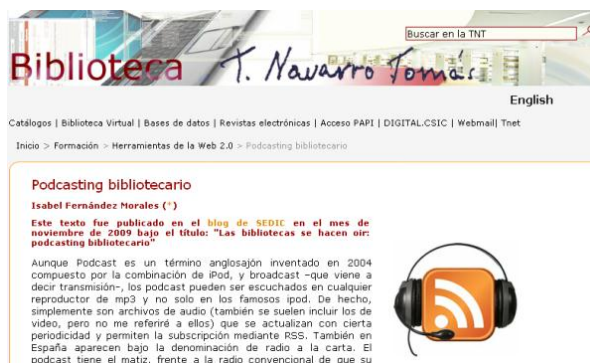 Buscar en la TNT
Biblioteca T. Navarro Tomás
English
Catálogos | Biblioteca Virtual | Bases de datos | Revistas electrónicas | Acceso PAPI | DIGITAL.CSIC | Webmail| Tnet
Inicio > Formación > Herramientas de la Web 2.0 > Podcasting bibliotecario
Podcasting bibliotecario
Isabel Fernández Morales (*)
Este texto fue publicado en el blog de SEDIC en el mes de
noviembre de 2009 bajo el título: "Las bibliotecas se hacen oir:
podcasting bibliotecario"
Aunque Podcast es un término anglosajón inventado en 2004
compuesto por la combinación de iPod, y broadcast –que viene a
decir transmisión–, los podcast pueden ser escuchados en cualquier
reproductor de mp3 y no solo en los famosos ipod. De hecho,
simplemente son archivos de audio (también se suelen incluir los de
video, pero no me referiré a ellos) que se actualizan con cierta
periodicidad y permiten la subscripción mediante RSS. También en
España aparecen bajo la denominación de radio a la carta. El
podcast tiene el matiz, frente a la radio convencional de que su